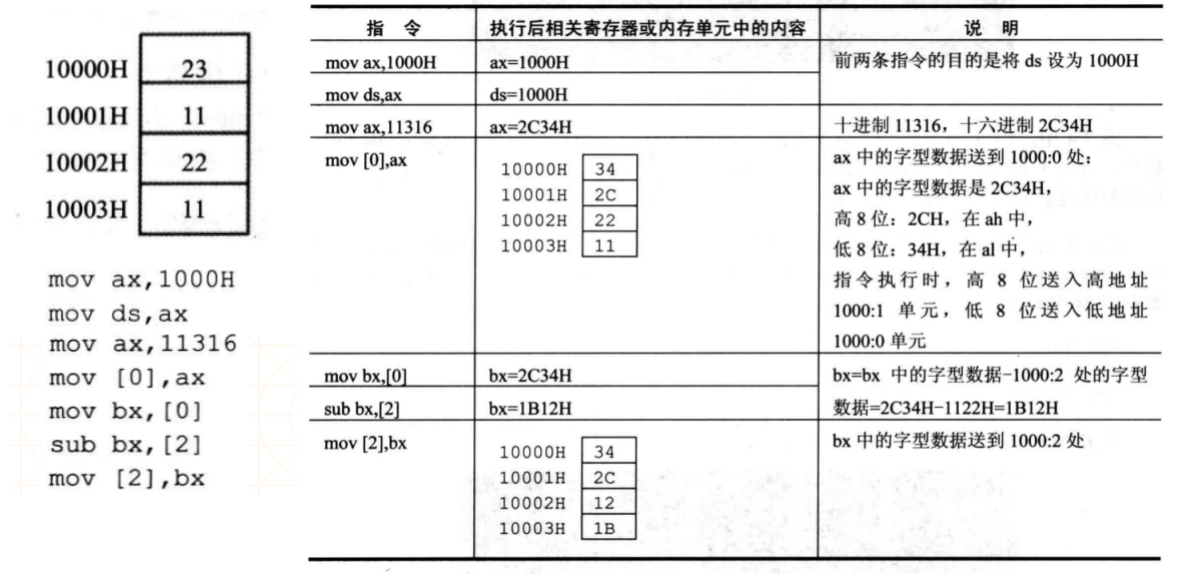 10000H 23
10001H 11
10002H 22
10003H 11
mov ax,1000H
mov ds,ax
mov ax,11316
mov [0],ax
mov bx,[0]
sub bx,[2]
mov [2],bx
指 令 执行后相关寄存器或内存单元中的内容 说 明
mov ax,1000H ax=1000H 前两条指令的目的是将 ds 设为 1000H
mov ds,ax ds=1000H
mov ax,11316 ax=2C34H 十进制 11316，十六进制 2C34H
mov [0],ax
10000H 34
10001H 2C
10002H 22
10003H 11
ax 中的字型数据送到 1000:0 处：
ax 中的字型数据是 2C34H，
高 8 位：2CH，在 ah 中，
低 8 位：34H，在 al 中，
指令执行时，高 8 位送入高地址
1000:1 单元，低 8 位送入低地址
1000:0 单元
mov bx,[0] bx=2C34H bx=bx 中的字型数据-1000:2 处的字型
sub bx,[2] bx=1B12H 数据=2C34H-1122H=1B12H
mov [2],bx
10000H 34
10001H 2C
10002H 12
10003H 1B
bx 中的字型数据送到 1000:2 处